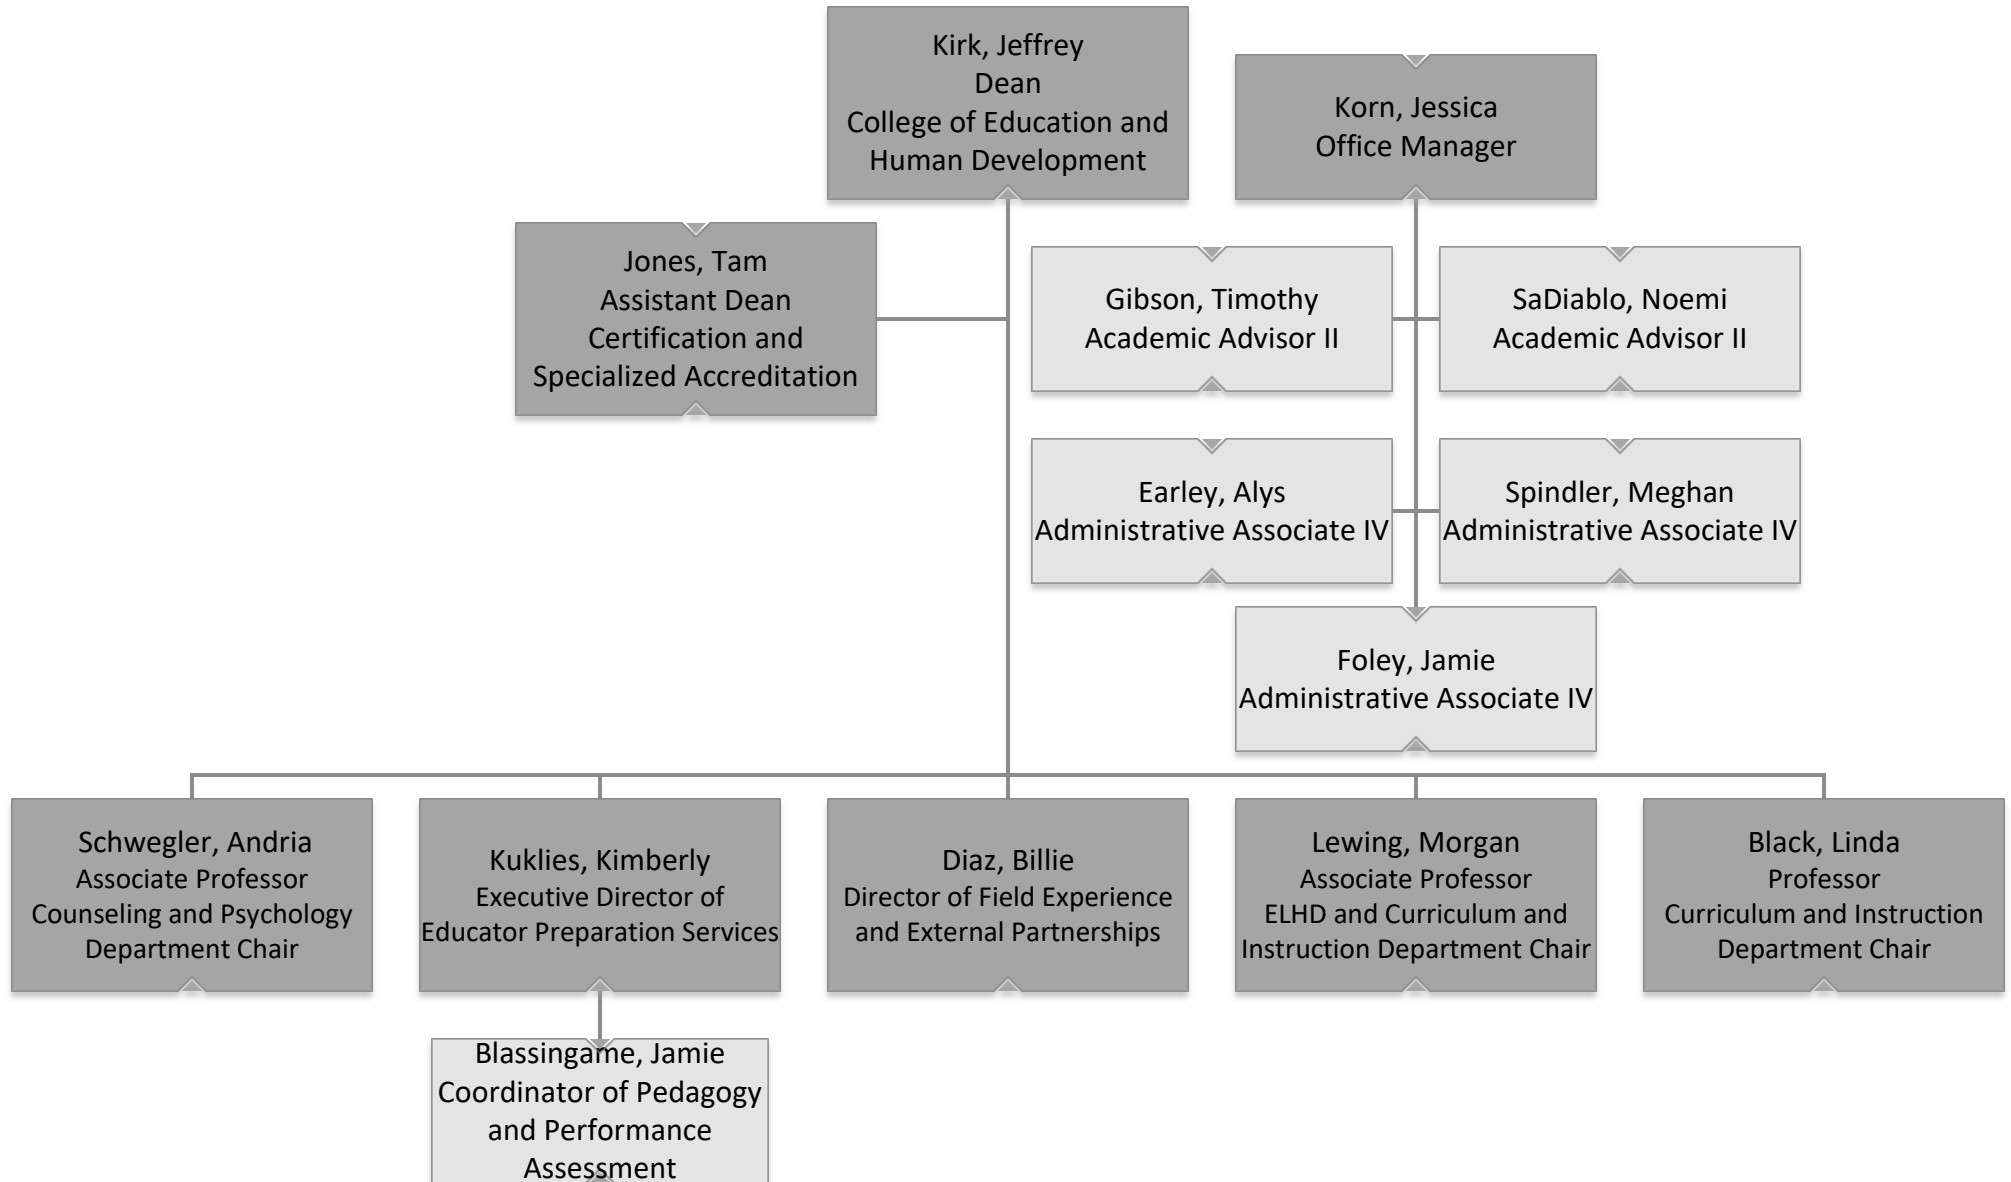 Kirk, Jeffrey
Dean
College of Education and
Human Development
Korn, Jessica
Office Manager
Jones, Tam
Assistant Dean
Certification and
Specialized Accreditation
Gibson, Timothy
Academic Advisor II
SaDiablo, Noemi
Academic Advisor II
Earley, Alys
Administrative Associate IV
Spindler, Meghan
Administrative Associate IV
Foley, Jamie
Administrative Associate IV
Schwegler, Andria
Associate Professor
Counseling and Psychology
Department Chair
Kuklies, Kimberly
Executive Director of
Educator Preparation Services
Diaz, Billie
Director of Field Experience
and External Partnerships
Lewing, Morgan
Associate Professor
ELHD and Curriculum and
Instruction Department Chair
Black, Linda
Professor
Curriculum and Instruction
Department Chair
Blassingame, Jamie
Coordinator of Pedagogy
and Performance
Assessment